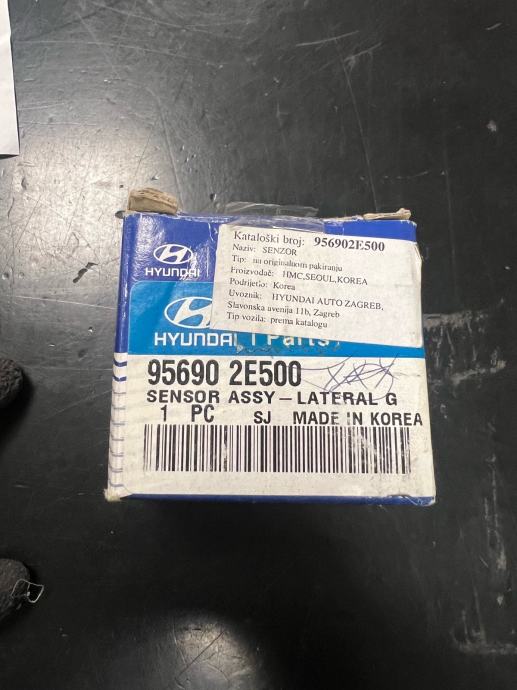 Kataloški broj: 956902E500
Naziv: SENZOR
Tip: na originalnom pakiranju
Proizvođač: HMC,SEOUL,KOREA
Podrijetlo: Korea
Uvoznik: HYUNDAI AUTO ZAGREB,
Slavonska avenija 11b, Zagreb
Tip vozila: prema katalogu
HYUNDAI
HYUNDAI Parts
95690 2E500
SENSOR ASSY-LATERAL G
1 PC SJ MADE IN KOREA